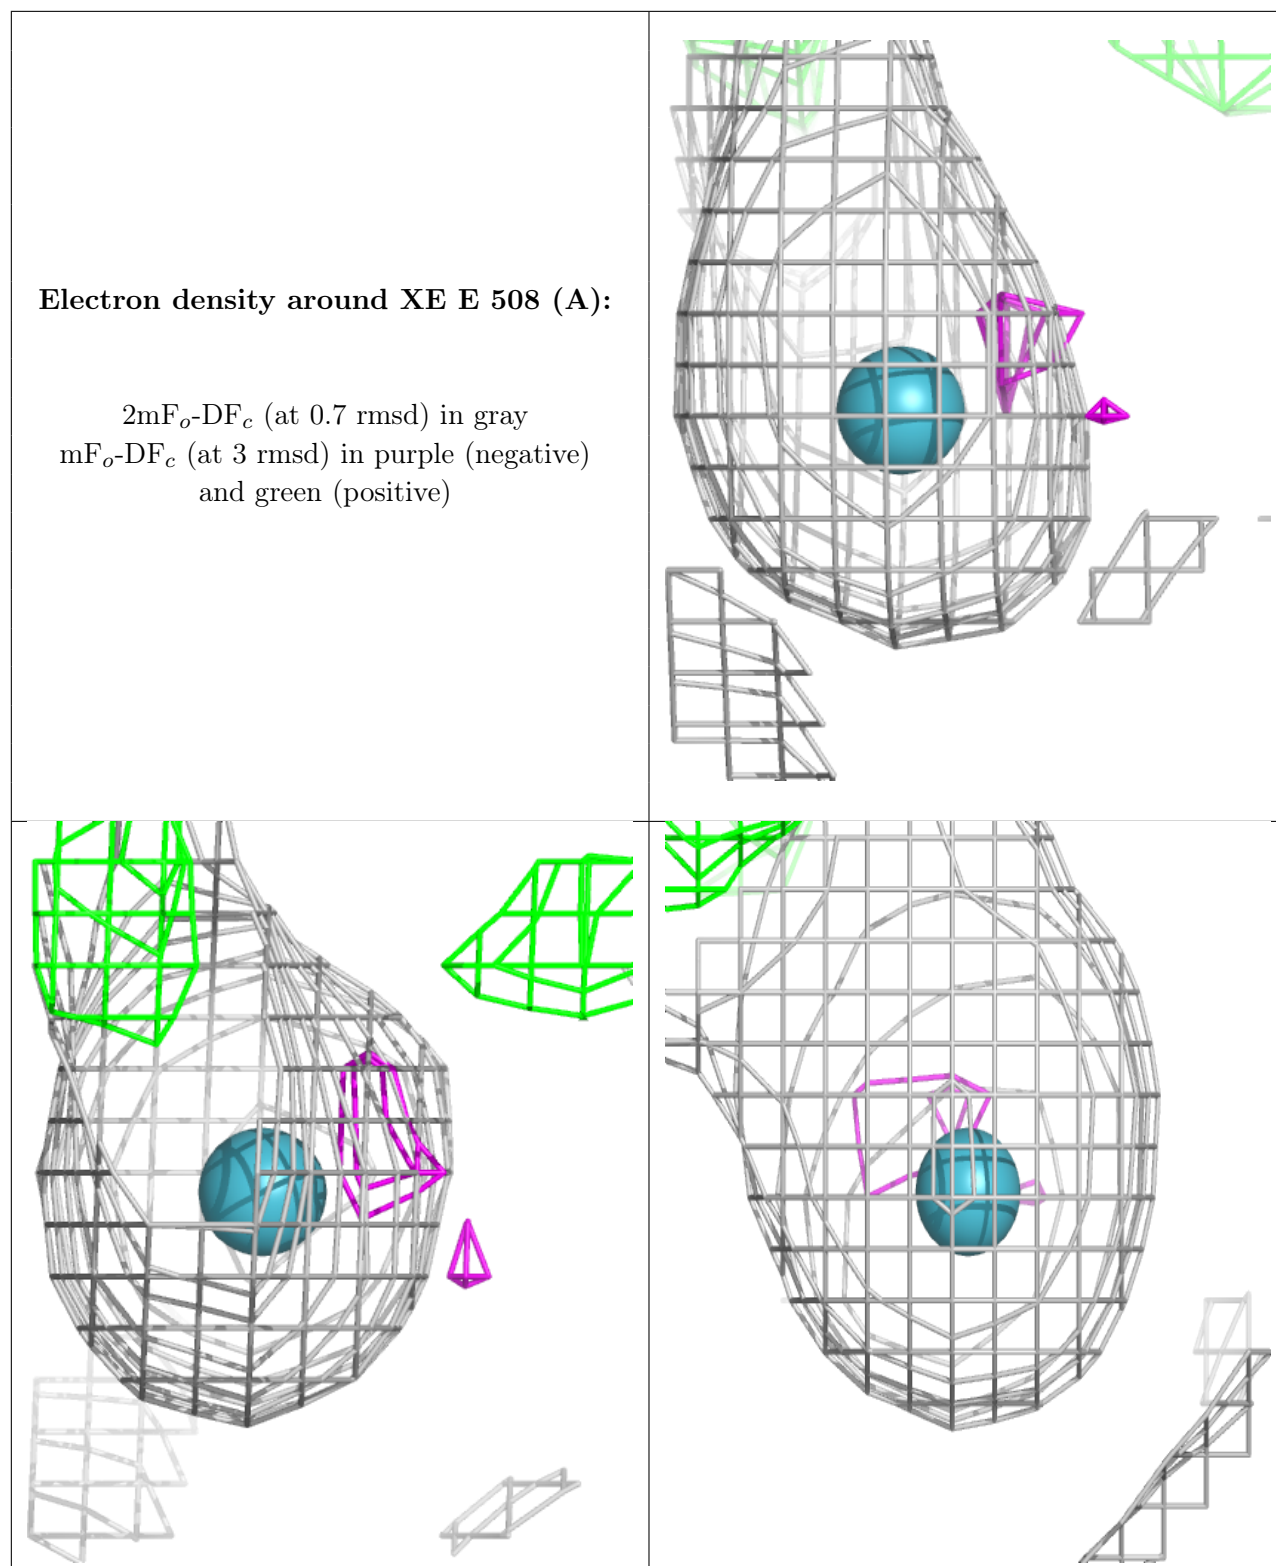 Electron density around XE E 508 (A):
2mFo-DFc (at 0.7 rmsd) in gray
mFo-DFc (at 3 rmsd) in purple (negative)
and green (positive)